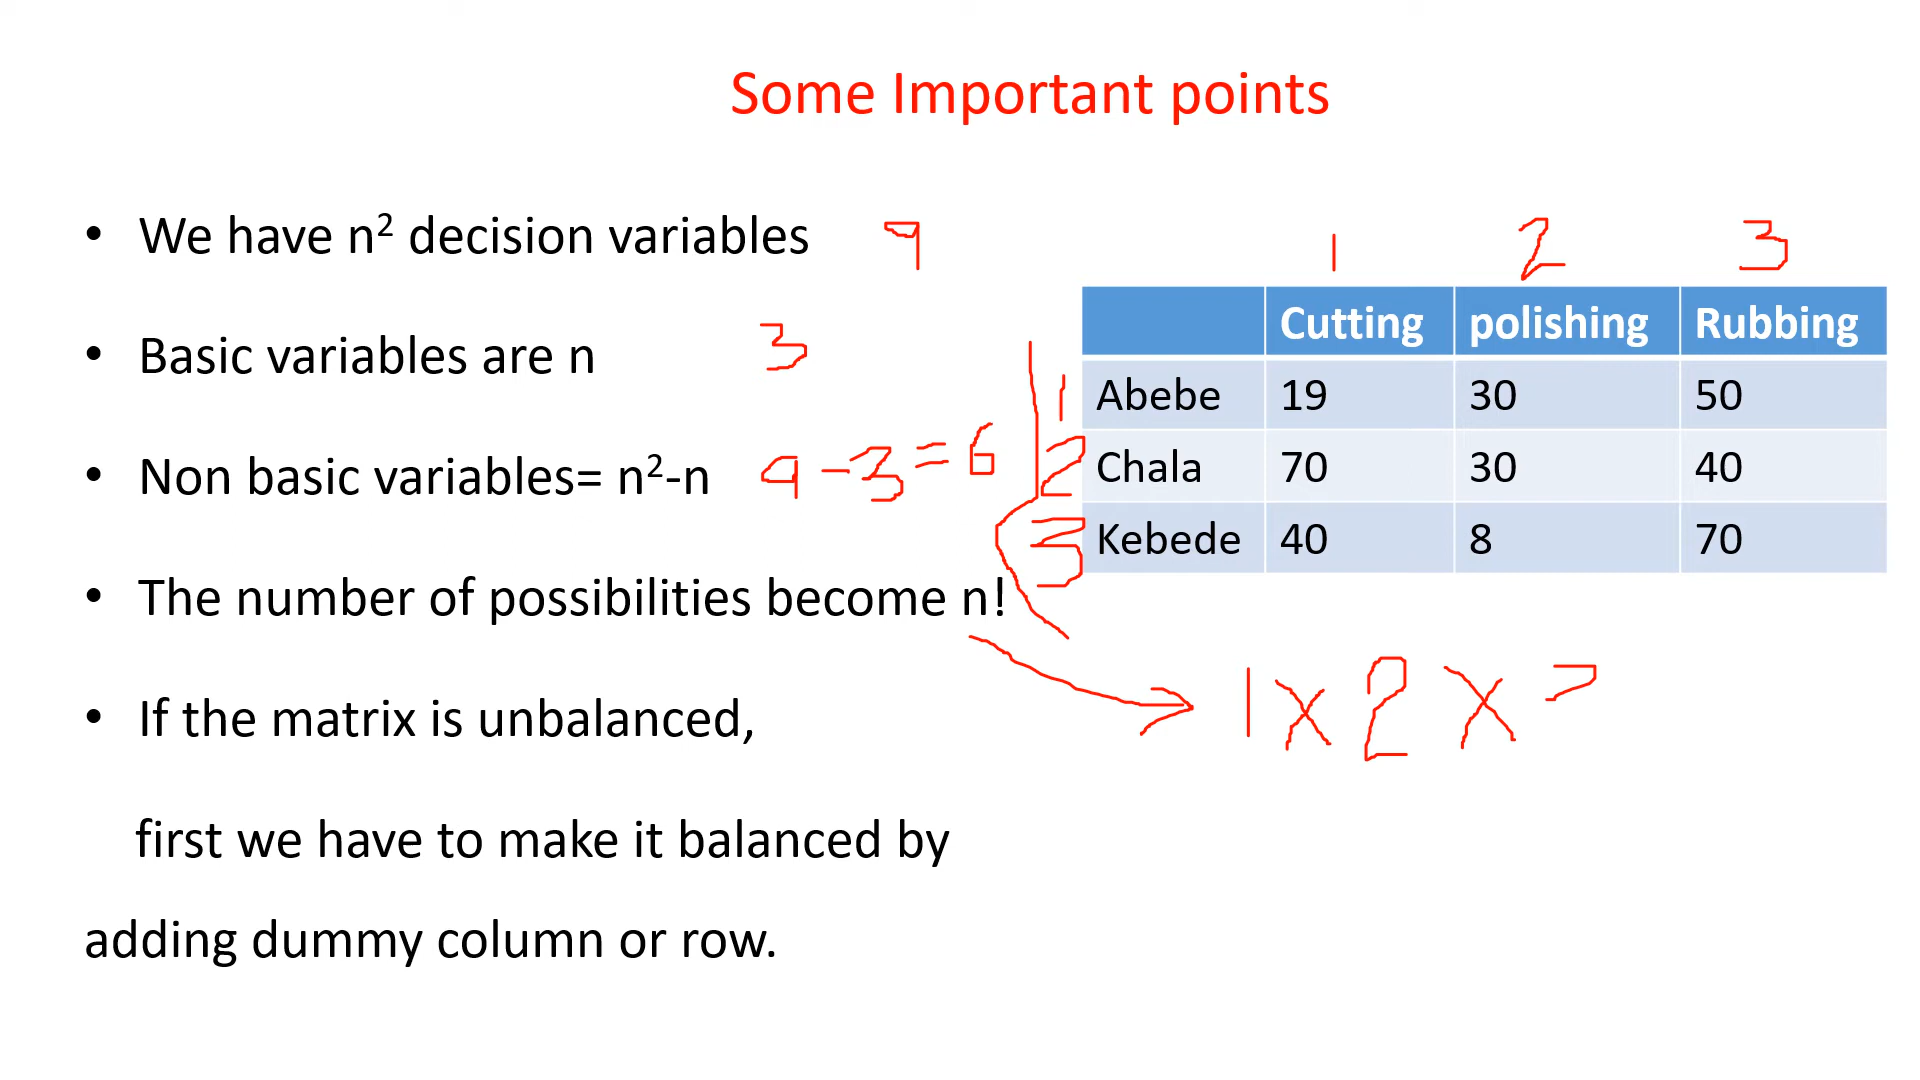 Some Important points
• We have n² decision variables 9
• Basic variables are n 3
• Non basic variables= n²-n 9 - 3 = 6
• The number of possibilities become n!
• If the matrix is unbalanced,
first we have to make it balanced by
adding dummy column or row.
1 2 3
Cutting polishing Rubbing
1 Abebe 19 30 50
2 Chala 70 30 40
3 Kebede 40 8 70
1 x 2 x